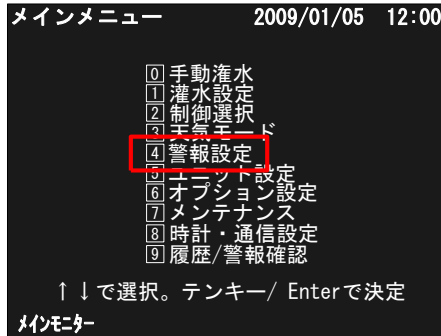 メインメニュー 2009/01/05 12:00
0 手動潅水
1 灌水設定
2 制御選択
3 天気モード
4 警報設定
5 ユニット設定
6 オプション設定
7 メンテナンス
8 時計・通信設定
9 履歴/警報確認
↑↓で選択。テンキー/ Enterで決定
メインモニター